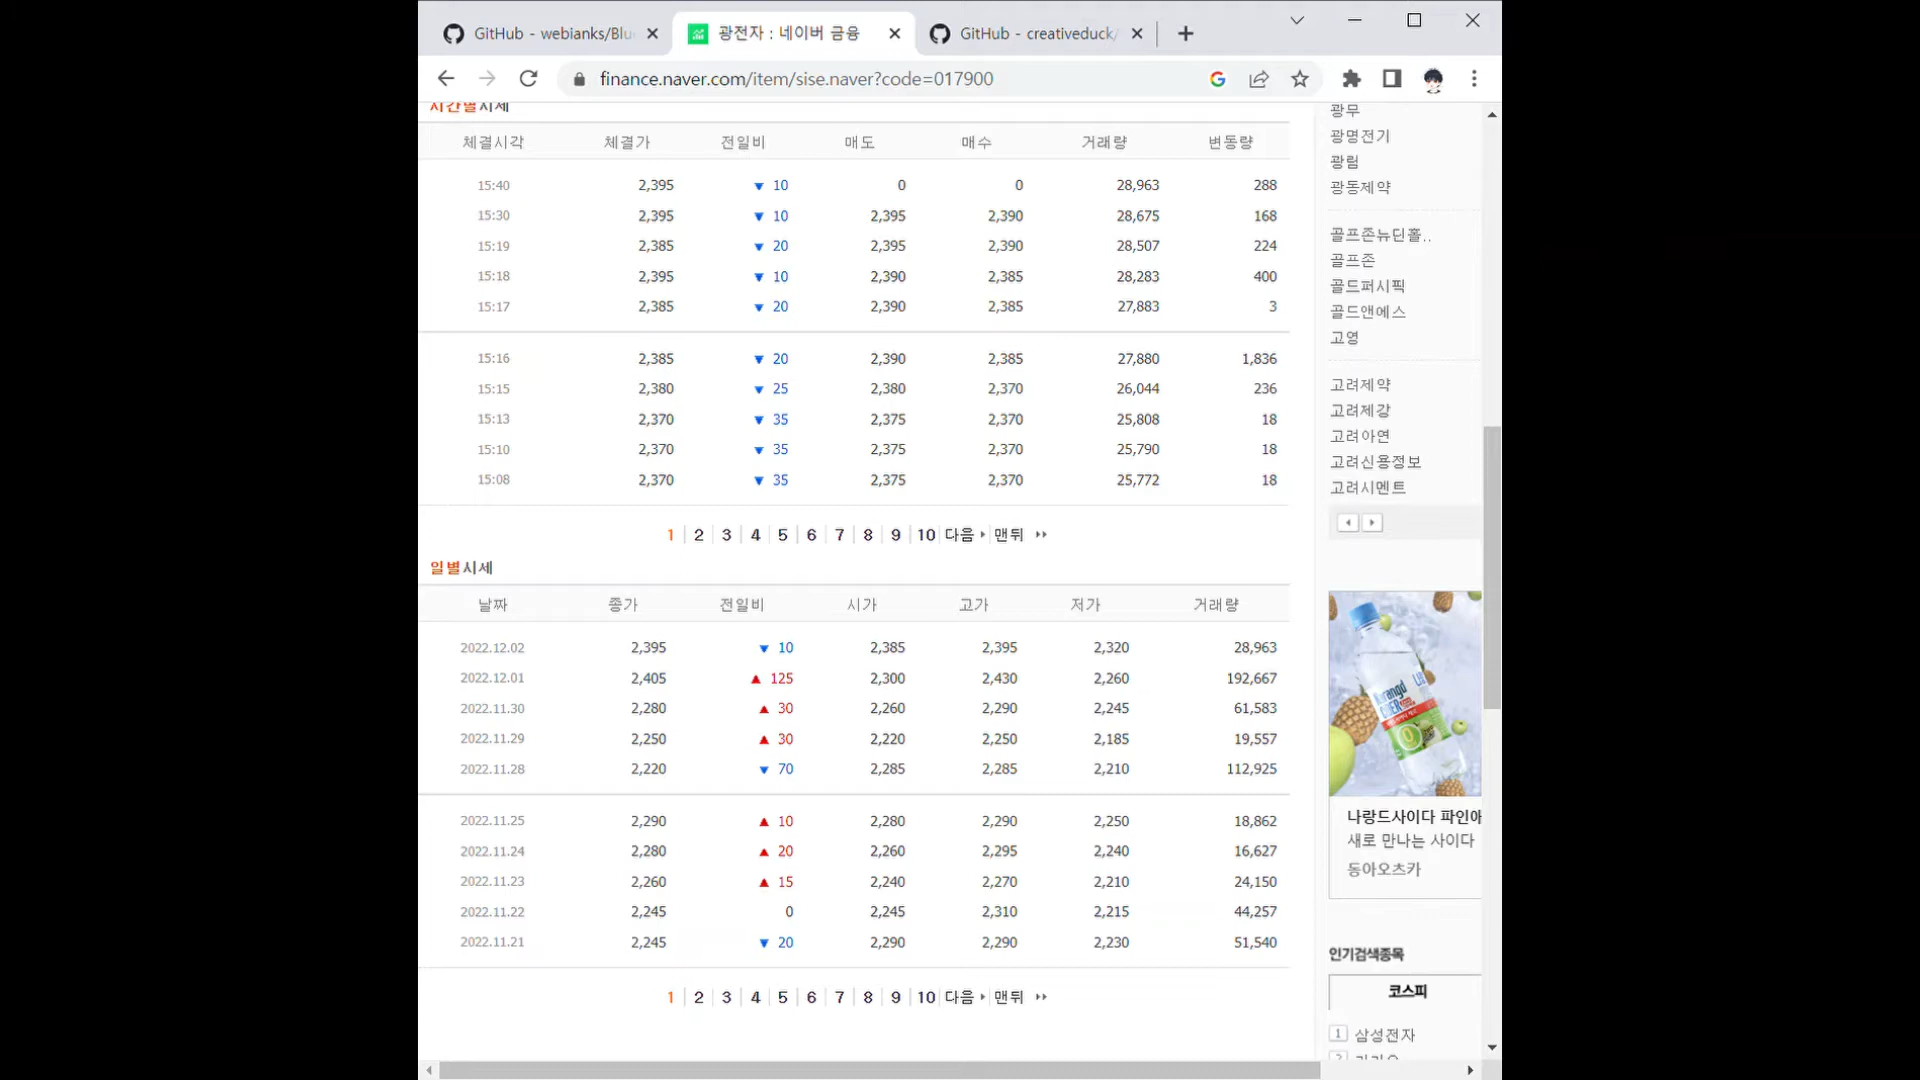 GitHub - webianks/Blu
광전자 : 네이버 금융
GitHub - creativeduck/
finance.naver.com/item/sise.naver?code=017900
시간별시세
체결시각 체결가 전일비 매도 매수 거래량 변동량
15:40 2,395 ▼ 10 0 0 28,963 288
15:30 2,395 ▼ 10 2,395 2,390 28,675 168
15:19 2,385 ▼ 20 2,395 2,390 28,507 224
15:18 2,395 ▼ 10 2,390 2,385 28,283 400
15:17 2,385 ▼ 20 2,390 2,385 27,883 3
15:16 2,385 ▼ 20 2,390 2,385 27,880 1,836
15:15 2,380 ▼ 25 2,380 2,370 26,044 236
15:13 2,370 ▼ 35 2,375 2,370 25,808 18
15:10 2,370 ▼ 35 2,375 2,370 25,790 18
15:08 2,370 ▼ 35 2,375 2,370 25,772 18
1 2 3 4 5 6 7 8 9 10 다음 맨뒤
일별시세
날짜 종가 전일비 시가 고가 저가 거래량
2022.12.02 2,395 ▼ 10 2,385 2,395 2,320 28,963
2022.12.01 2,405 ▲ 125 2,300 2,430 2,260 192,667
2022.11.30 2,280 ▲ 30 2,260 2,290 2,245 61,583
2022.11.29 2,250 ▲ 30 2,220 2,250 2,185 19,557
2022.11.28 2,220 ▼ 70 2,285 2,285 2,210 112,925
2022.11.25 2,290 ▲ 10 2,280 2,290 2,250 18,862
2022.11.24 2,280 ▲ 20 2,260 2,295 2,240 16,627
2022.11.23 2,260 ▲ 15 2,240 2,270 2,210 24,150
2022.11.22 2,245 0 2,245 2,310 2,215 44,257
2022.11.21 2,245 ▼ 20 2,290 2,290 2,230 51,540
1 2 3 4 5 6 7 8 9 10 다음 맨뒤
광무
광명전기
광림
광동제약
골프존뉴딘홀..
골프존
골드퍼시픽
골드앤에스
고영
고려제약
고려제강
고려아연
고려신용정보
고려시멘트
나랑드사이다 파인애
새로 만나는 사이다
동아오츠카
인기검색종목
코스피
1 삼성전자